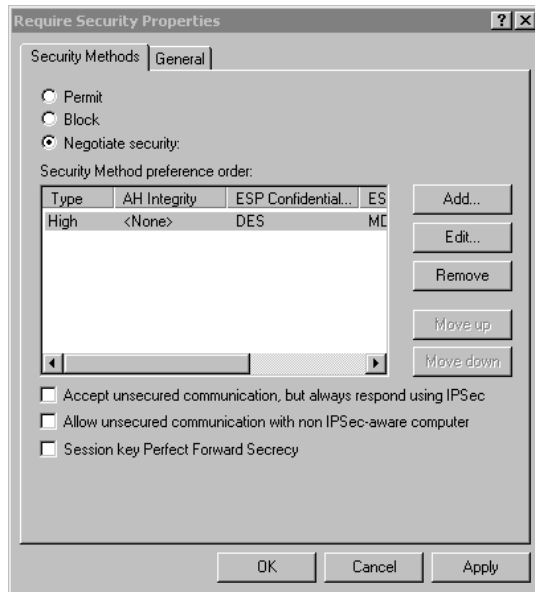 Require Security Properties
Security Methods General
Permit
Block
Negotiate security:
Security Method preference order:
Type AH Integrity ESP Confidential... ES
High <None> DES MD
Add...
Edit...
Remove
Move up
Move down
Accept unsecured communication, but always respond using IPSec
Allow unsecured communication with non IPSec-aware computer
Session key Perfect Forward Secrecy
OK Cancel Apply